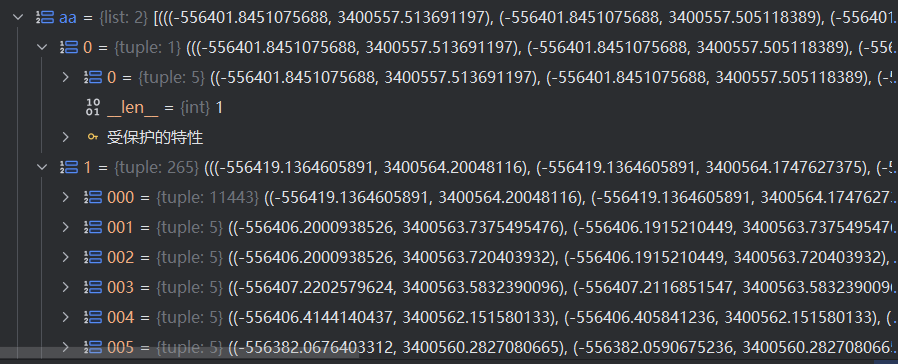 aa = {list: 2} [(((-556401.8451075688, 3400557.513691197), (-556401.8451075688, 3400557.505118389), (-556401.
0 = {tuple: 1} (((-556401.8451075688, 3400557.513691197), (-556401.8451075688, 3400557.505118389), (-556
0 = {tuple: 5} ((-556401.8451075688, 3400557.513691197), (-556401.8451075688, 3400557.505118389), (-5
__len__ = {int} 1
受保护的特性
1 = {tuple: 265} (((-556419.1364605891, 3400564.20048116), (-556419.1364605891, 3400564.1747627375), (-5
000 = {tuple: 11443} ((-556419.1364605891, 3400564.20048116), (-556419.1364605891, 3400564.1747627
001 = {tuple: 5} ((-556406.2000938526, 3400563.7375495476), (-556406.1915210449, 3400563.7375495476
002 = {tuple: 5} ((-556406.2000938526, 3400563.720403932), (-556406.1915210449, 3400563.720403932),
003 = {tuple: 5} ((-556407.2202579624, 3400563.5832390096), (-556407.2116851547, 3400563.5832390096
004 = {tuple: 5} ((-556406.4144140437, 3400562.151580133), (-556406.405841236, 3400562.151580133), (
005 = {tuple: 5} ((-556382.0676403312, 3400560.2827080665), (-556382.0590675236, 3400560.2827080665